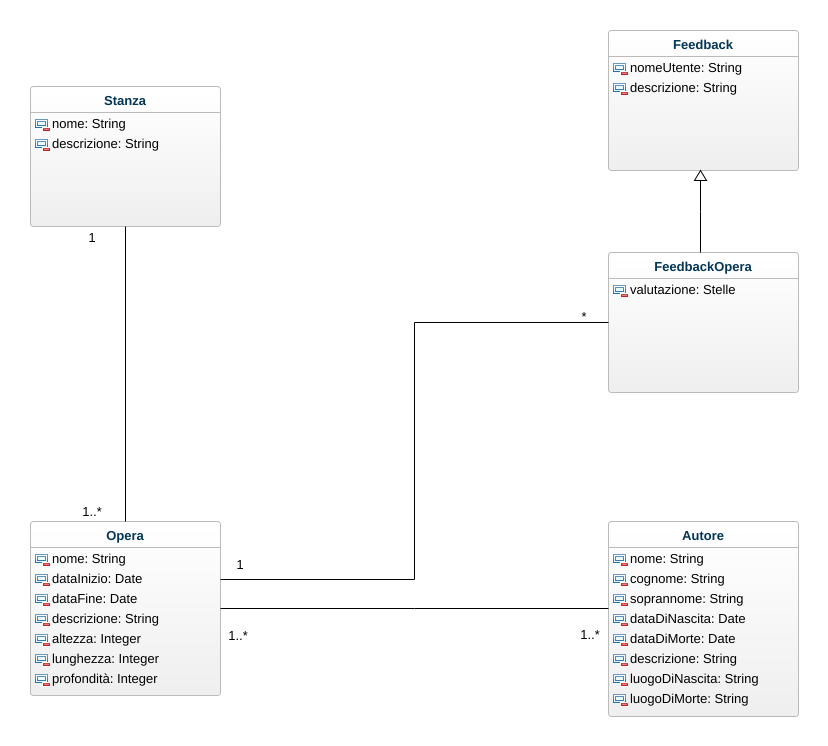 Feedback
nomeUtente: String
descrizione: String
Stanza
nome: String
descrizione: String
1
FeedbackOpera
valutazione: Stelle
*
1..*
Opera
nome: String
dataInizio: Date
dataFine: Date
descrizione: String
altezza: Integer
lunghezza: Integer
profondità: Integer
1
1..*
1..*
Autore
nome: String
cognome: String
soprannome: String
dataDiNascita: Date
dataDiMorte: Date
descrizione: String
luogoDiNascita: String
luogoDiMorte: String